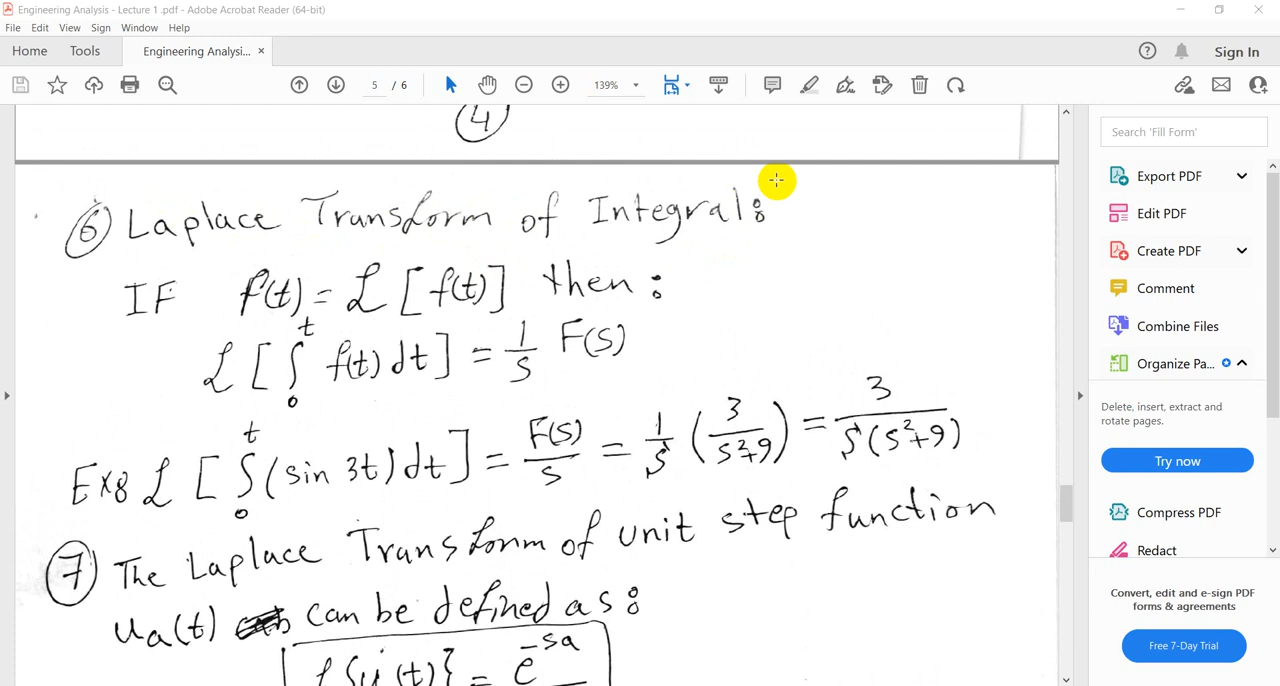 Engineering Analysis - Lecture 1 .pdf - Adobe Acrobat Reader (64-bit)
File Edit View Sign Window Help
Home Tools Engineering Analysi... × Sign In
5 / 6 139%
4
Search 'Fill Form'
⑥ Laplace Transform of Integral:
IF f(t) = ℒ [f(t)] then:
ℒ [∫₀ᵗ f(t) dt] = 1/s F(s)
Ex: ℒ [∫₀ᵗ (sin 3t) dt] = F(s)/s = 1/s (3/(s²+9)) = 3/(s(s²+9))
⑦ The Laplace Transform of unit step function
uₐ(t) can be defined as:
e^-sa
Export PDF
Edit PDF
Create PDF
Comment
Combine Files
Organize Pa...
Delete, insert, extract and
rotate pages.
Try now
Compress PDF
Redact
Convert, edit and e-sign PDF
forms & agreements
Free 7-Day Trial